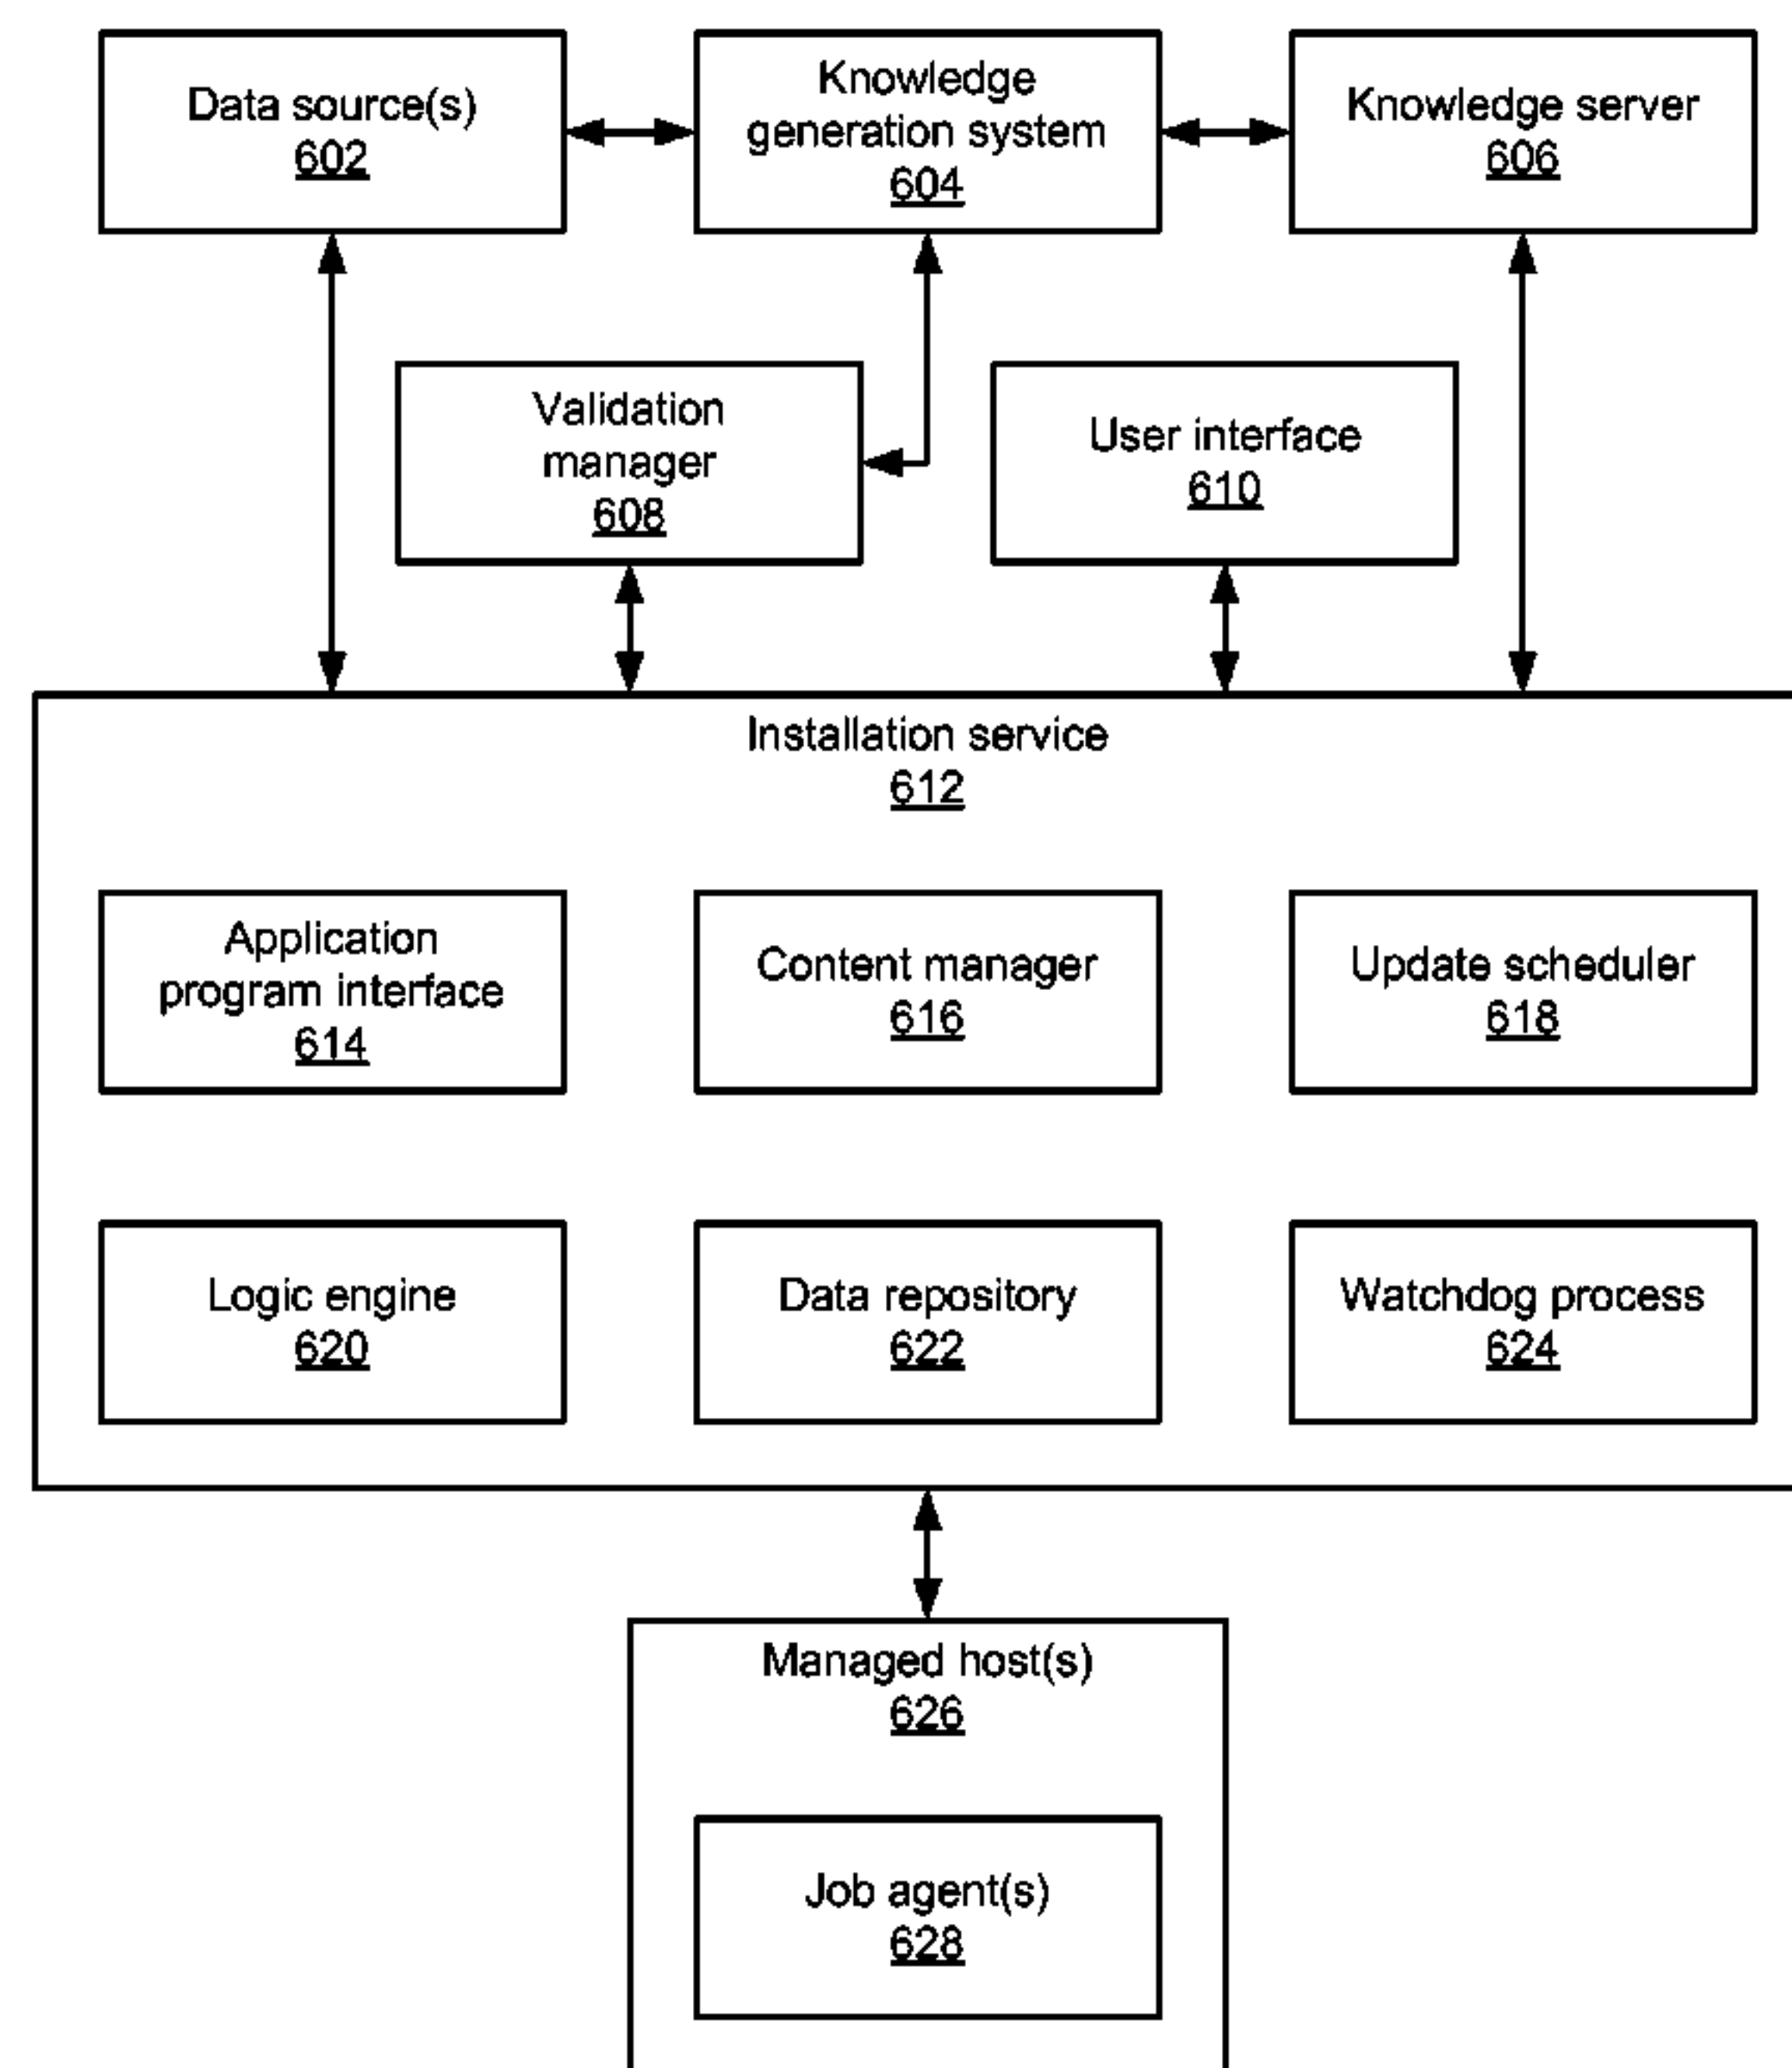 Data source(s)
602
Knowledge
generation system
604
Knowledge server
606
Validation
manager
608
User interface
610
Installation service
612
Application
program interface
614
Content manager
616
Update scheduler
618
Logic engine
620
Data repository
622
Watchdog process
624
Managed host(s)
626
Job agent(s)
628